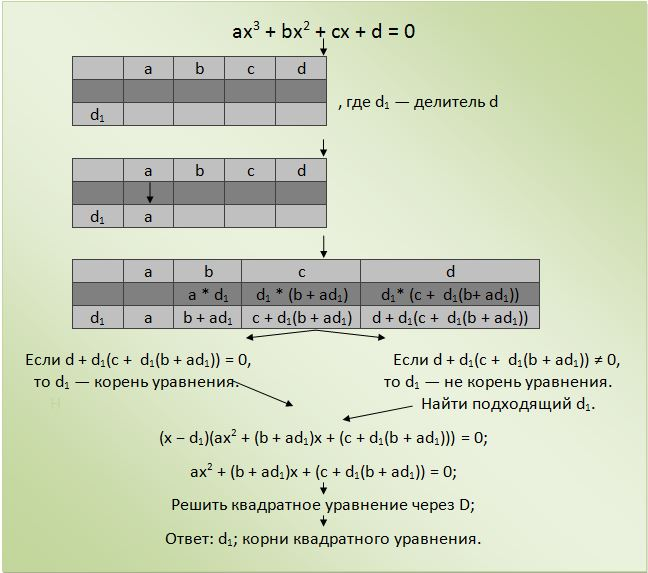 ax³ + bx² + cx + d = 0
a b c d
d₁
, где d₁ — делитель d
a b c d
d₁ a
a b c d
a * d₁ d₁ * (b + ad₁) d₁* (c + d₁(b+ ad₁))
d₁ a b + ad₁ c + d₁(b + ad₁) d + d₁(c + d₁(b + ad₁))
Если d + d₁(c + d₁(b + ad₁)) = 0,
то d₁ — корень уравнения.
Если d + d₁(c + d₁(b + ad₁)) ≠ 0,
то d₁ — не корень уравнения.
Найти подходящий d₁.
Н
(x − d₁)(ax² + (b + ad₁)x + (c + d₁(b + ad₁))) = 0;
ax² + (b + ad₁)x + (c + d₁(b + ad₁)) = 0;
Решить квадратное уравнение через D;
Ответ: d₁; корни квадратного уравнения.